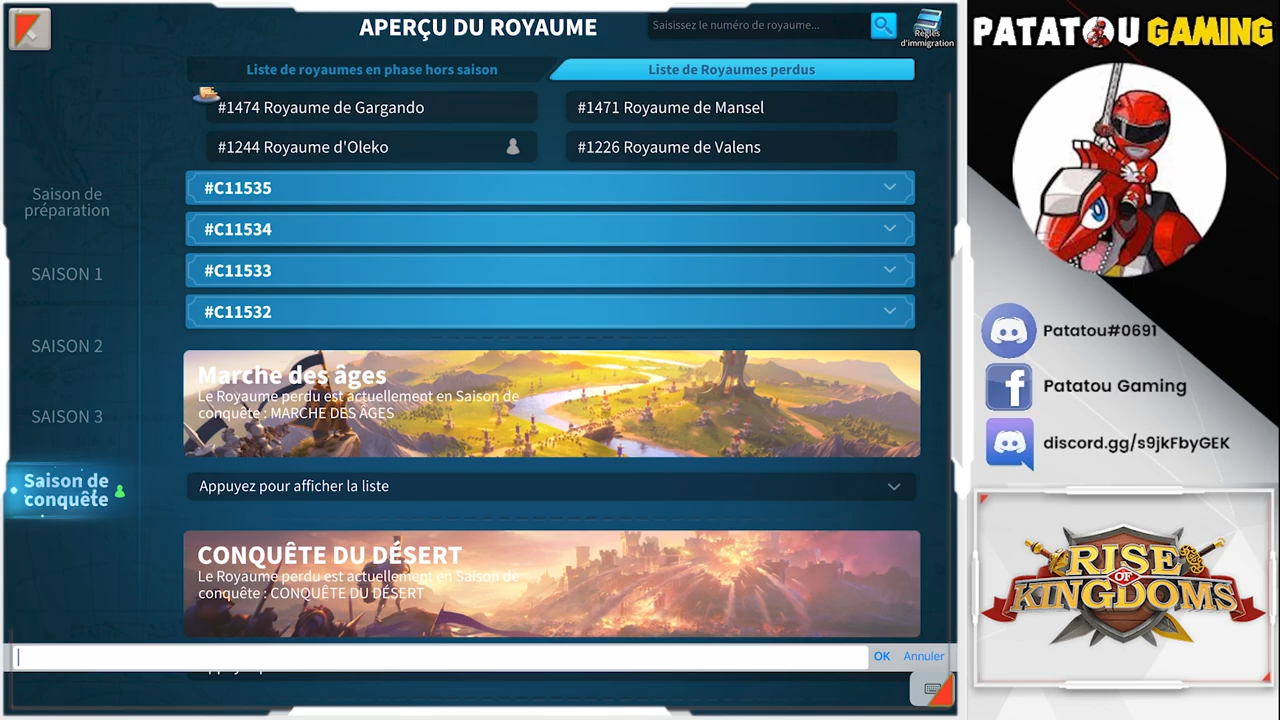 APERÇU DU ROYAUME
Saisissez le numéro de royaume...
Règles
d'immigration
Liste de royaumes en phase hors saison
Liste de Royaumes perdus
#1474 Royaume de Gargando
#1471 Royaume de Mansel
#1244 Royaume d'Oleko
#1226 Royaume de Valens
#C11535
#C11534
#C11533
#C11532
Saison de
préparation
SAISON 1
SAISON 2
SAISON 3
Saison de
conquête
Marche des âges
Le Royaume perdu est actuellement en Saison de
conquête : MARCHE DES ÂGES
Appuyez pour afficher la liste
CONQUÊTE DU DÉSERT
Le Royaume perdu est actuellement en Saison de
conquête : CONQUÊTE DU DÉSERT
OK
Annuler
PATATOU GAMING
Patatou#0691
Patatou Gaming
discord.gg/s9jkFbyGEK
RISE
OF
KINGDOMS